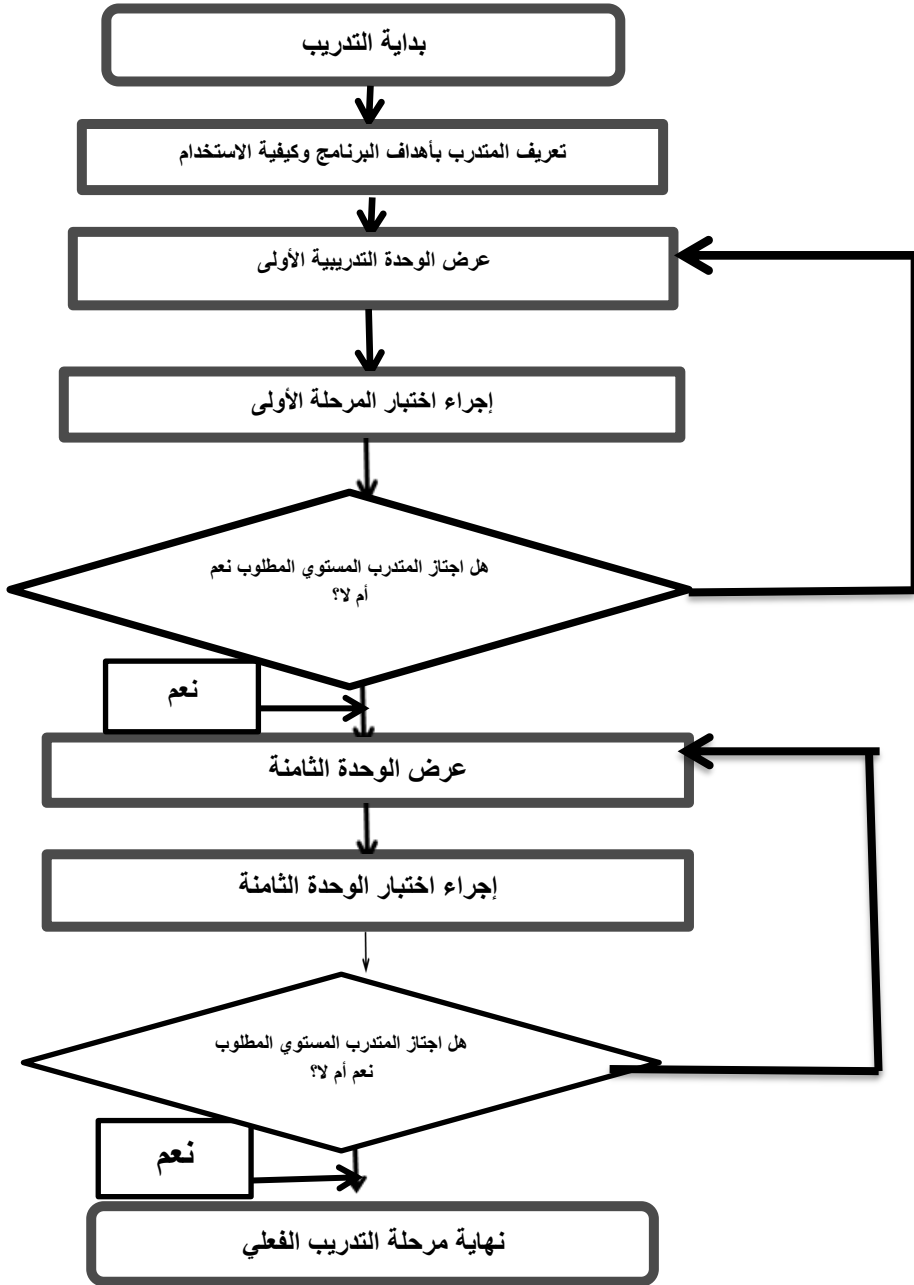 بداية التدريب
تعريف المتدرب بأهداف البرنامج وكيفية الاستخدام
عرض الوحدة التدريبية الأولى
إجراء اختبار المرحلة الأولى
هل اجتاز المتدرب المستوي المطلوب نعم
أم لا؟
نعم
عرض الوحدة الثامنة
إجراء اختبار الوحدة الثامنة
هل اجتاز المتدرب المستوي المطلوب
نعم أم لا؟
نعم
نهاية مرحلة التدريب الفعلي